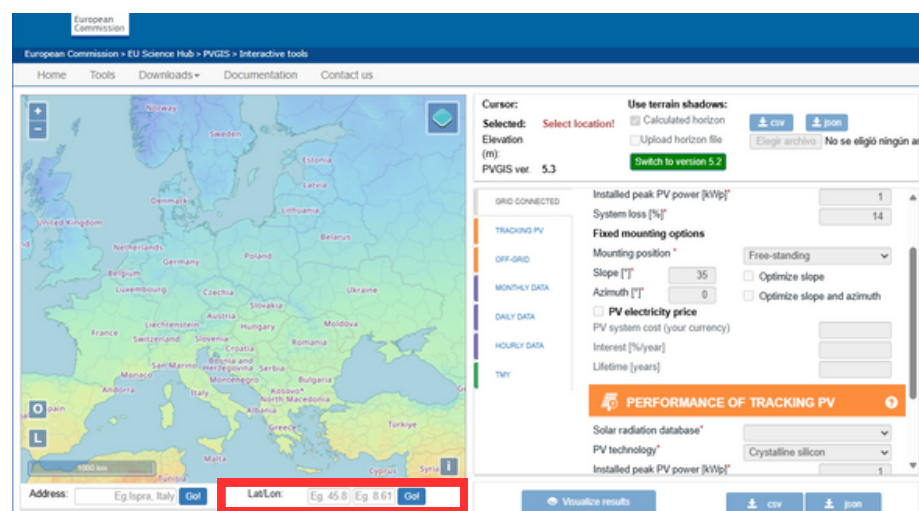 European
Commission
European Commission > EU Science Hub > PVGIS > Interactive tools
Home Tools Downloads Documentation Contact us
+
−
Norway
Sweden
Estonia
Latvia
Denmark
Lithuania
United Kingdom
Belarus
Netherlands
Poland
Germany
Belgium
Luxembourg
Czechia
Ukraine
Slovakia
Austria
Liechtenstein
Hungary
Moldova
France
Switzerland
Slovenia
Croatia
Romania
Bosnia and
Herzegovina
San Marino
Serbia
Monaco
Montenegro
Bulgaria
Andorra
Italy
Kosovo*
North Macedonia
O
pain
Albania
Greece
Türkiye
L
Malta
1000 km
Cyprus
Syria
i
Tunisia
Address: Eg.Ispra, Italy Go!
Lat/Lon: Eg. 45.8 Eg. 8.61 Go!
Cursor:
Selected: Select location!
Elevation
(m):
PVGIS ver. 5.3
Use terrain shadows:
Calculated horizon
Upload horizon file
Switch to version 5.2
csv json
Elegir archivo No se eligió ningún ar
GRID CONNECTED
TRACKING PV
OFF-GRID
MONTHLY DATA
DAILY DATA
HOURLY DATA
TMY
Installed peak PV power [kWp]* 1
System loss [%]* 14
Fixed mounting options
Mounting position * Free-standing
Slope [°]* 35 Optimize slope
Azimuth [°]* 0 Optimize slope and azimuth
PV electricity price
PV system cost (your currency)
Interest [%/year]
Lifetime [years]
PERFORMANCE OF TRACKING PV ?
Solar radiation database*
PV technology* Crystalline silicon
Installed peak PV power [kWp]* 1
Visualize results csv json